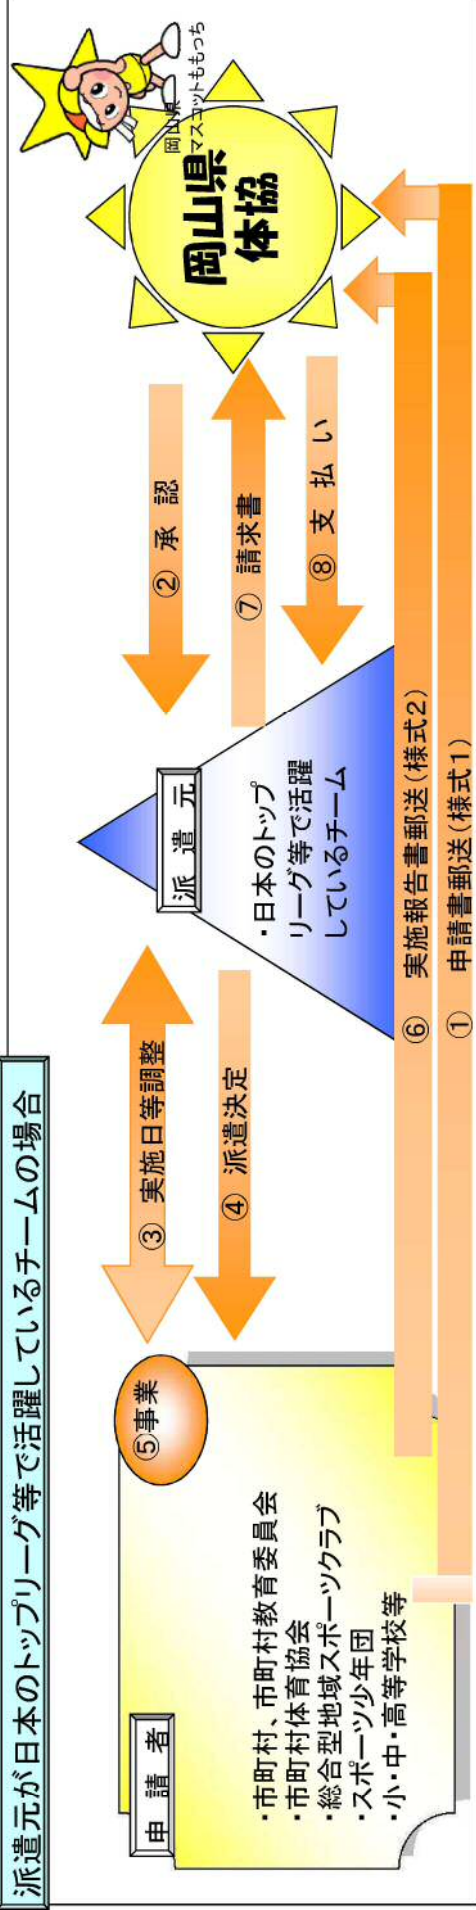 派遣元が日本のトップリーグ等で活躍しているチームの場合
申請者
・市町村、市町村教育委員会
・市町村体育協会
・総合型地域スポーツクラブ
・スポーツ少年団
・小・中・高等学校等
⑤事業
③ 実施日等調整
④ 派遣決定
派遣元
・日本のトップ
リーグ等で活躍
しているチーム
② 承認
⑦ 請求書
⑧ 支払い
岡山県
体協
岡山県
マスコットももっち
⑥ 実施報告書郵送(様式2)
① 申請書郵送(様式1)